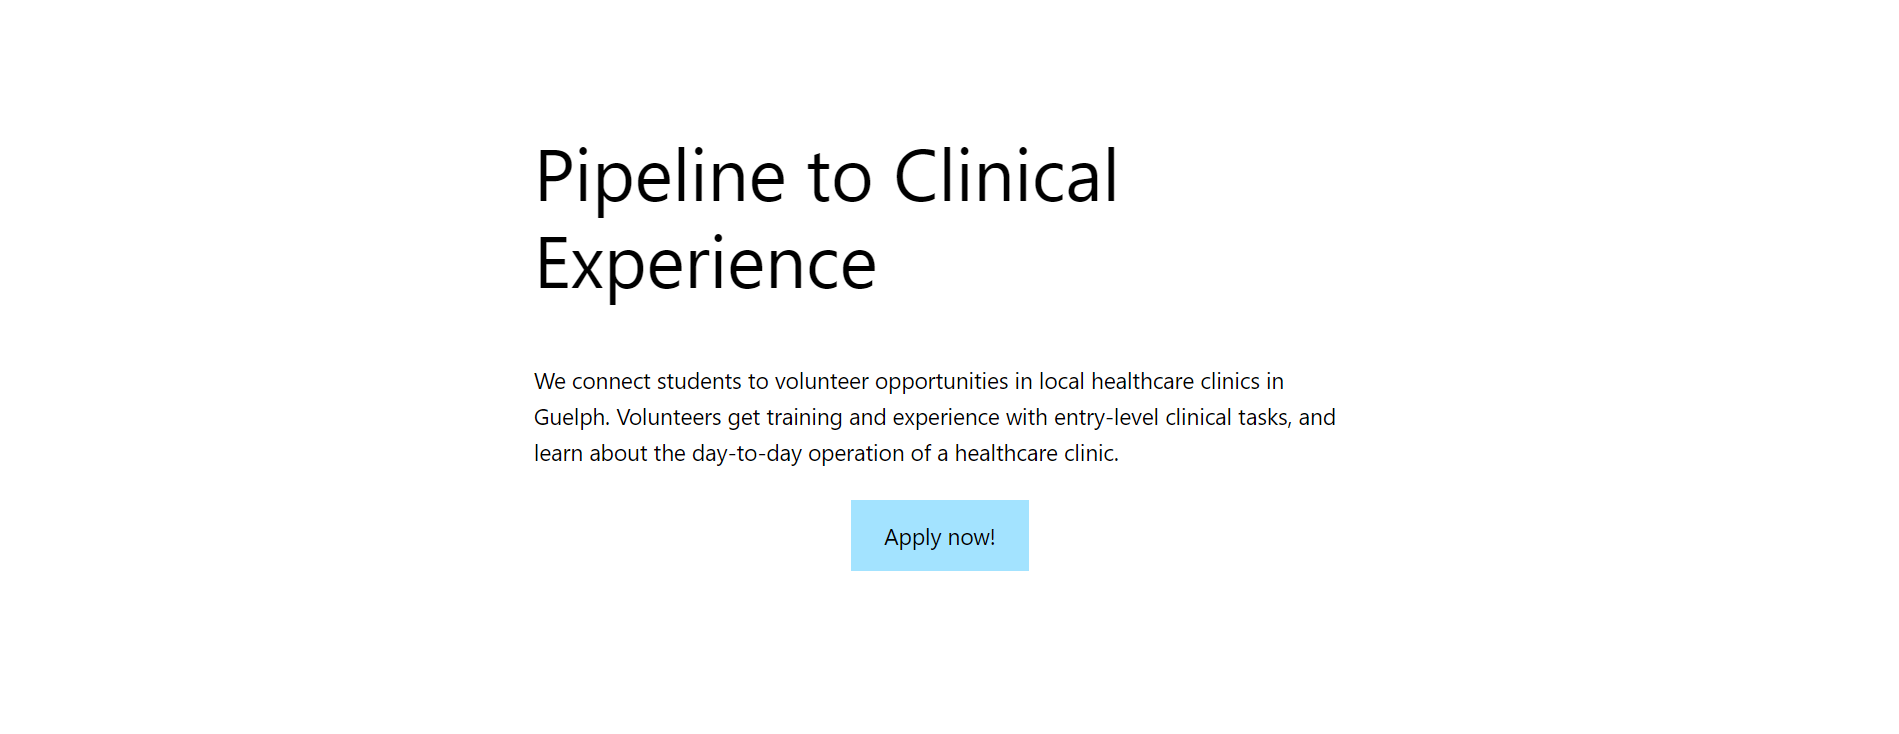 Pipeline to Clinical
Experience
We connect students to volunteer opportunities in local healthcare clinics in
Guelph. Volunteers get training and experience with entry-level clinical tasks, and
learn about the day-to-day operation of a healthcare clinic.
Apply now!